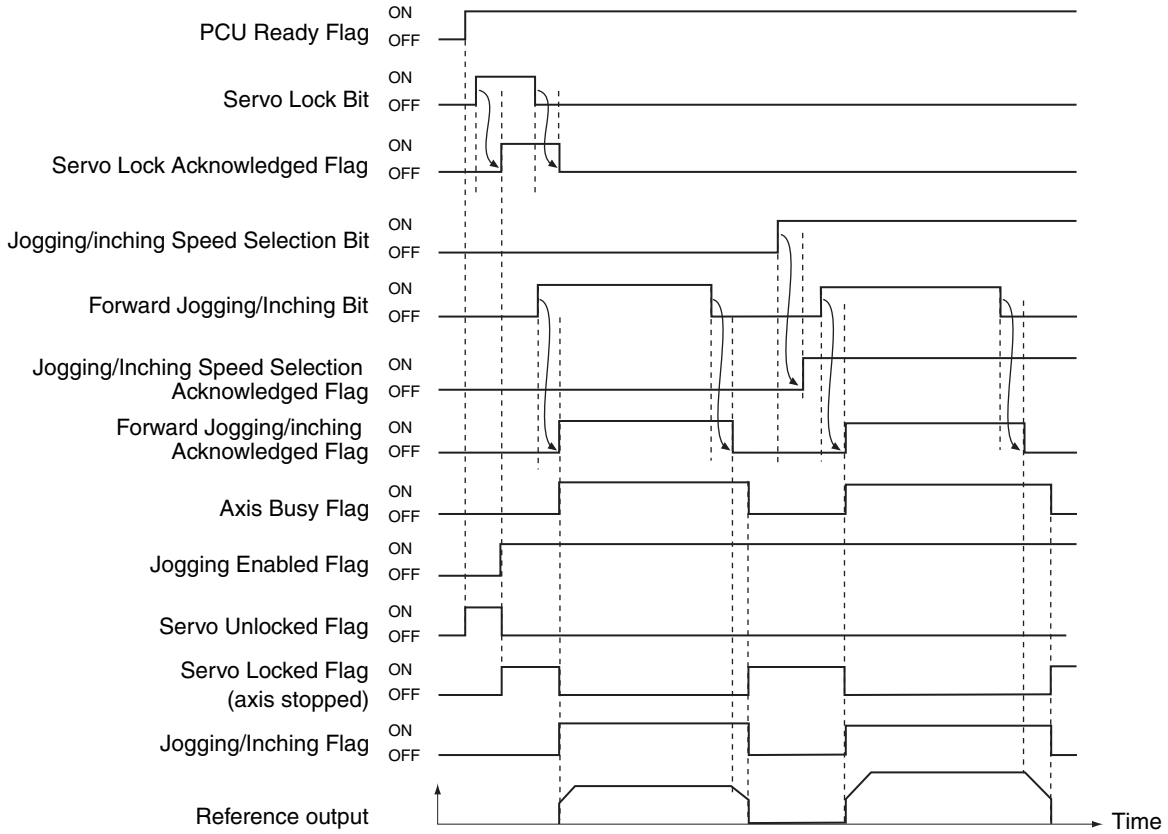 ON
PCU Ready Flag
OFF
ON
Servo Lock Bit
OFF
ON
Servo Lock Acknowledged Flag
OFF
ON
Jogging/inching Speed Selection Bit
OFF
ON
Forward Jogging/Inching Bit
OFF
Jogging/Inching Speed Selection
ON
Acknowledged Flag
OFF
Forward Jogging/inching
ON
Acknowledged Flag
OFF
ON
Axis Busy Flag
OFF
ON
Jogging Enabled Flag
OFF
ON
Servo Unlocked Flag
OFF
Servo Locked Flag
ON
(axis stopped)
OFF
ON
Jogging/Inching Flag
OFF
Reference output
Time